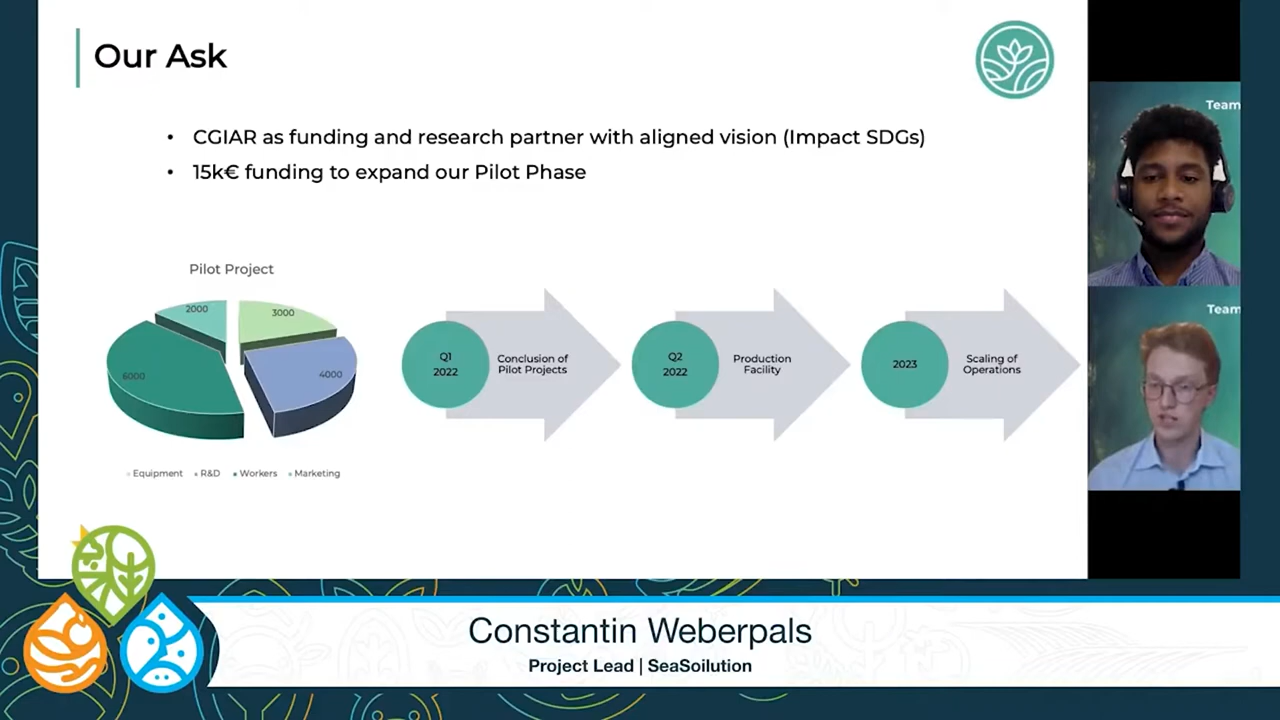 Our Ask
• CGIAR as funding and research partner with aligned vision (Impact SDGs)
• 15k€ funding to expand our Pilot Phase
Pilot Project
2000
3000
6000
4000
Equipment R&D Workers Marketing
Q1
2022
Conclusion of
Pilot Projects
Q2
2022
Production
Facility
2023
Scaling of
Operations
Team
Team
Constantin Weberpals
Project Lead | SeaSoilution